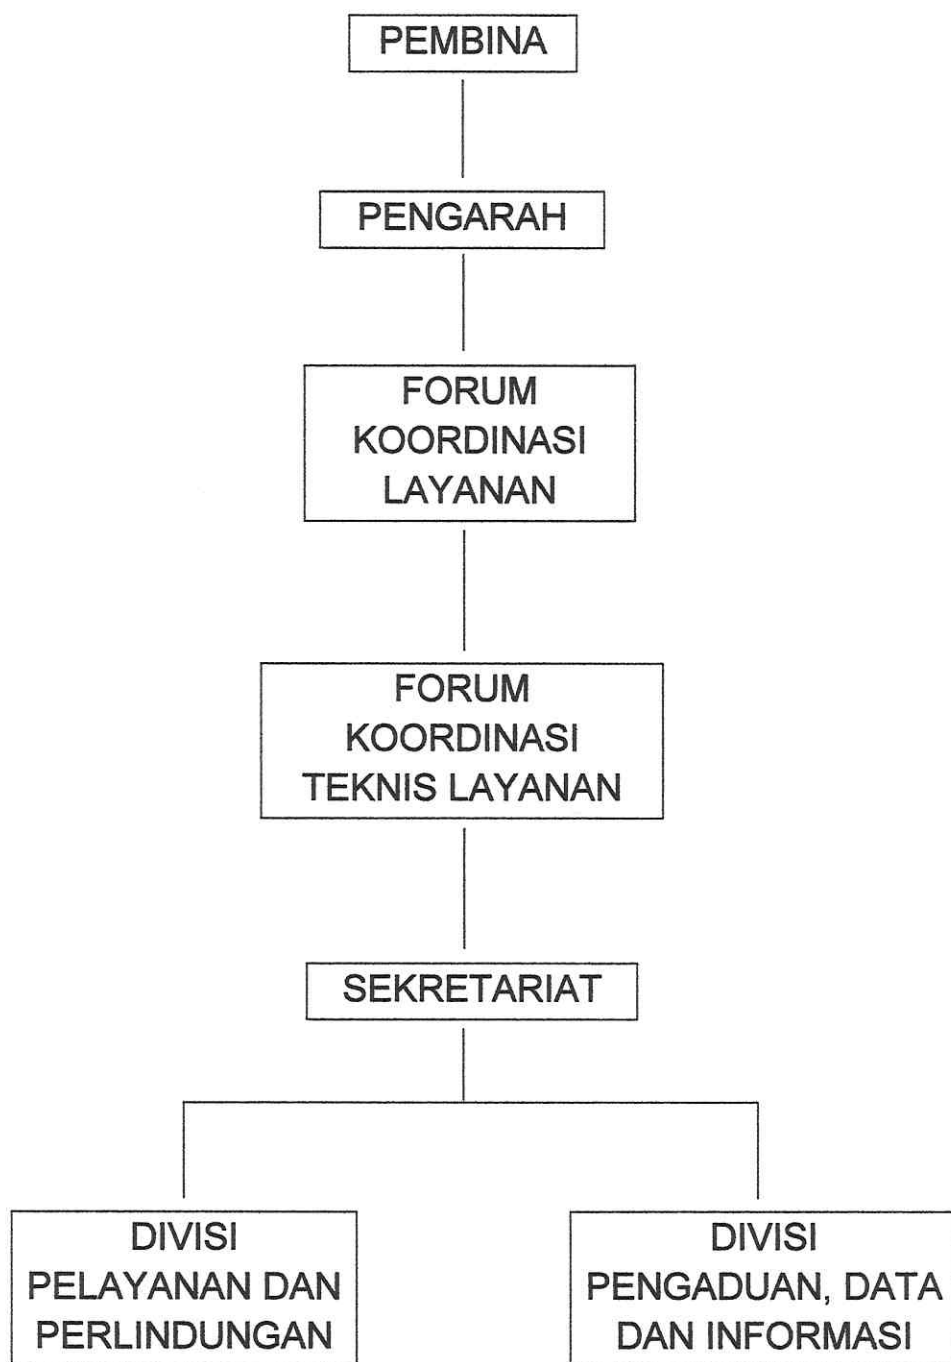 PEMBINA
PENGARAH
FORUM
KOORDINASI
LAYANAN
FORUM
KOORDINASI
TEKNIS LAYANAN
SEKRETARIAT
DIVISI
PELAYANAN DAN
PERLINDUNGAN
DIVISI
PENGADUAN, DATA
DAN INFORMASI